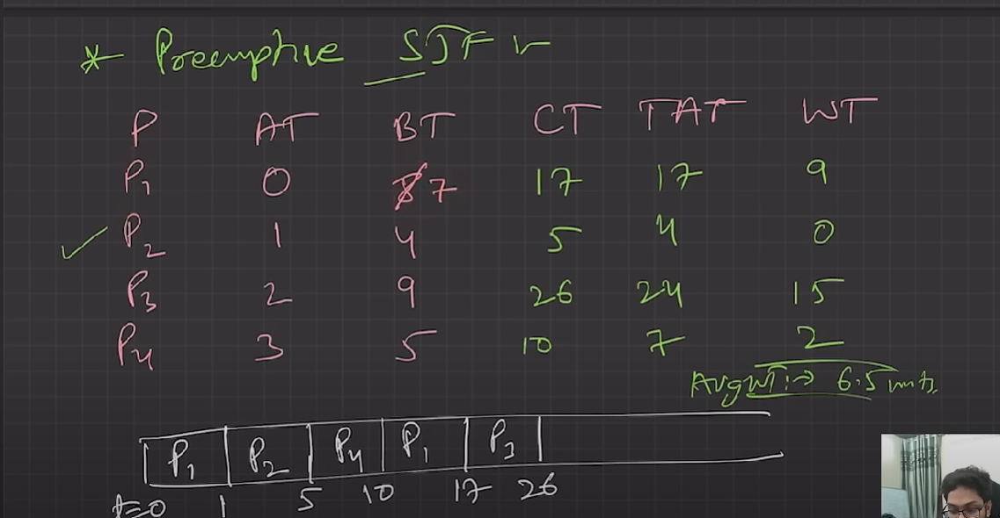 * Preemptive SJF
P AT BT CT TAT WT
P1 0 8 7 17 17 9
P2 1 4 5 4 0
P3 2 9 26 24 15
P4 3 5 10 7 2
Avg WT :→ 6.5 units.
P1 P2 P4 P1 P3
t=0 1 5 10 17 26